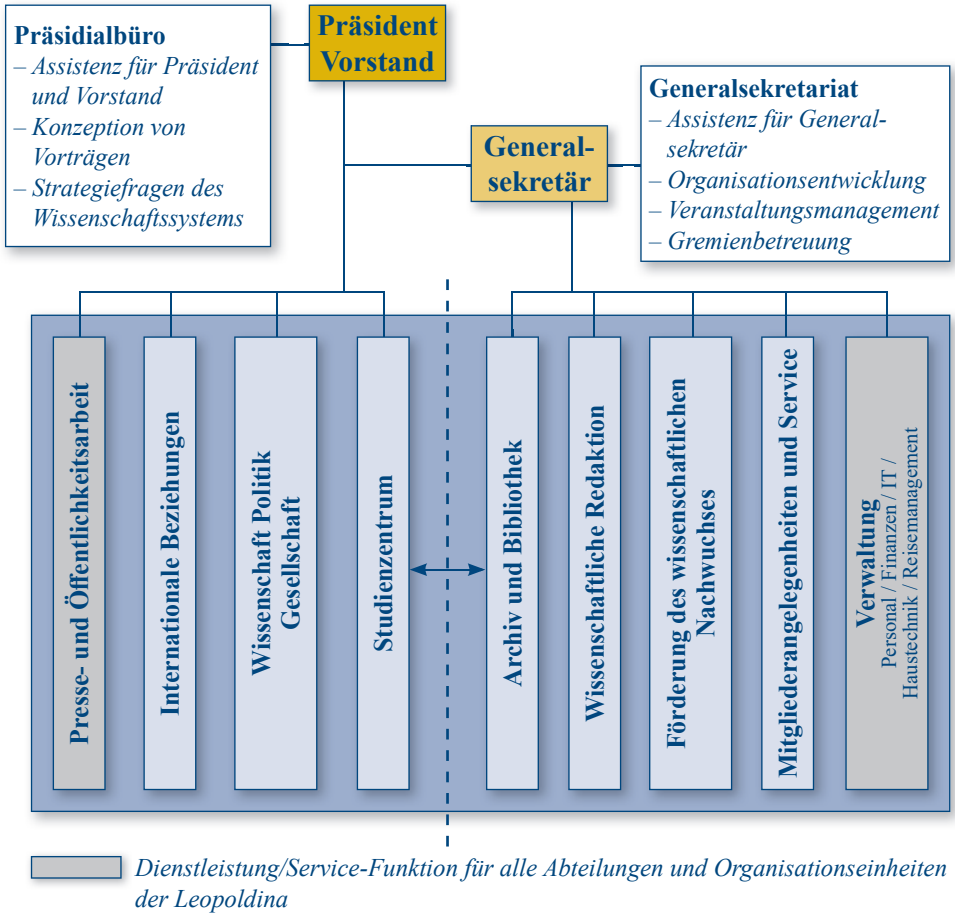 Präsidialbüro
– Assistenz für Präsident
und Vorstand
– Konzeption von
Vorträgen
– Strategiefragen des
Wissenschaftssystems
Präsident
Vorstand
General-
sekretär
Generalsekretariat
– Assistenz für General-
sekretär
– Organisationsentwicklung
– Veranstaltungsmanagement
– Gremienbetreuung
Presse- und Öffentlichkeitsarbeit
Internationale Beziehungen
Wissenschaft Politik
Gesellschaft
Studienzentrum
Archiv und Bibliothek
Wissenschaftliche Redaktion
Förderung des wissenschaftlichen
Nachwuchses
Mitgliederangelegenheiten und Service
Verwaltung
Personal / Finanzen / IT /
Haustechnik / Reisemanagement
Dienstleistung/Service-Funktion für alle Abteilungen und Organisationseinheiten
der Leopoldina